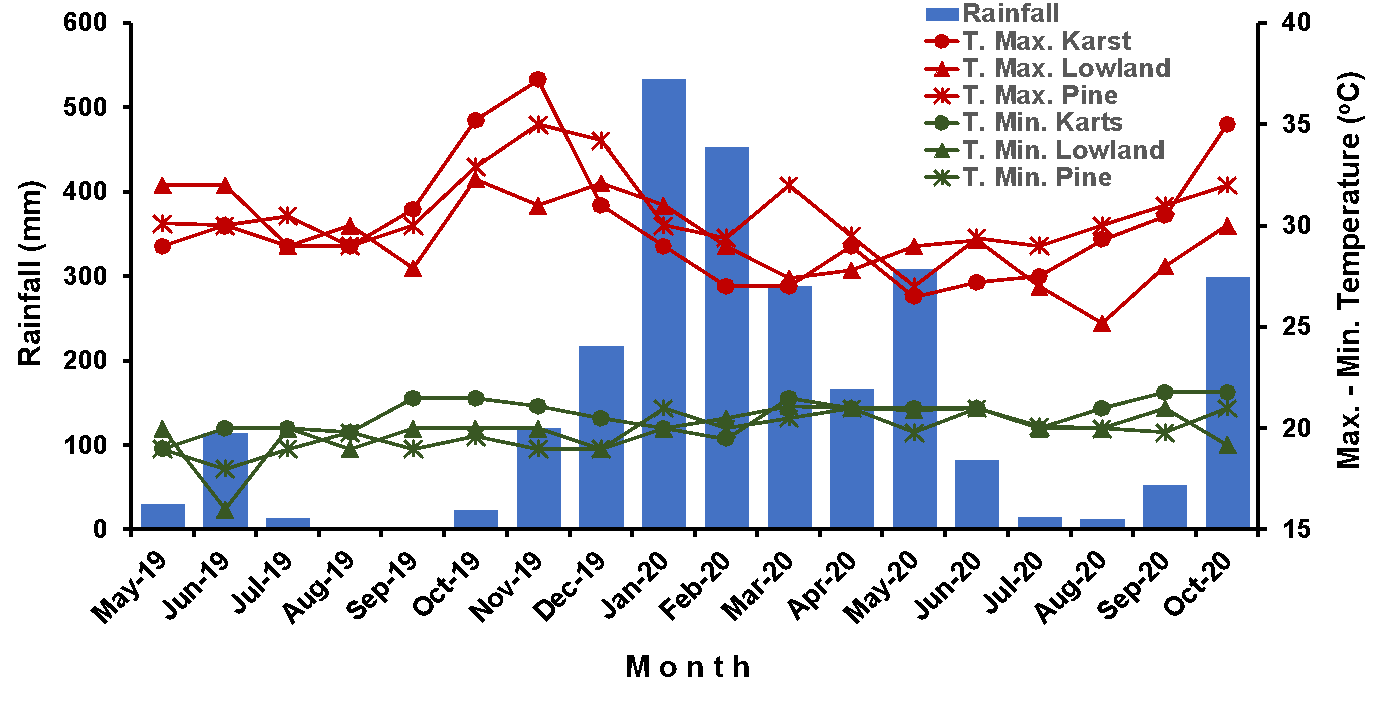 600
500
400
300
200
100
0
Rainfall (mm)
Rainfall
T. Max. Karst
T. Max. Lowland
T. Max. Pine
T. Min. Karts
T. Min. Lowland
T. Min. Pine
40
35
30
25
20
15
Max. - Min. Temperature (ºC)
May-19
Jun-19
Jul-19
Aug-19
Sep-19
Oct-19
Nov-19
Dec-19
Jan-20
Feb-20
Mar-20
Apr-20
May-20
Jun-20
Jul-20
Aug-20
Sep-20
Oct-20
Month